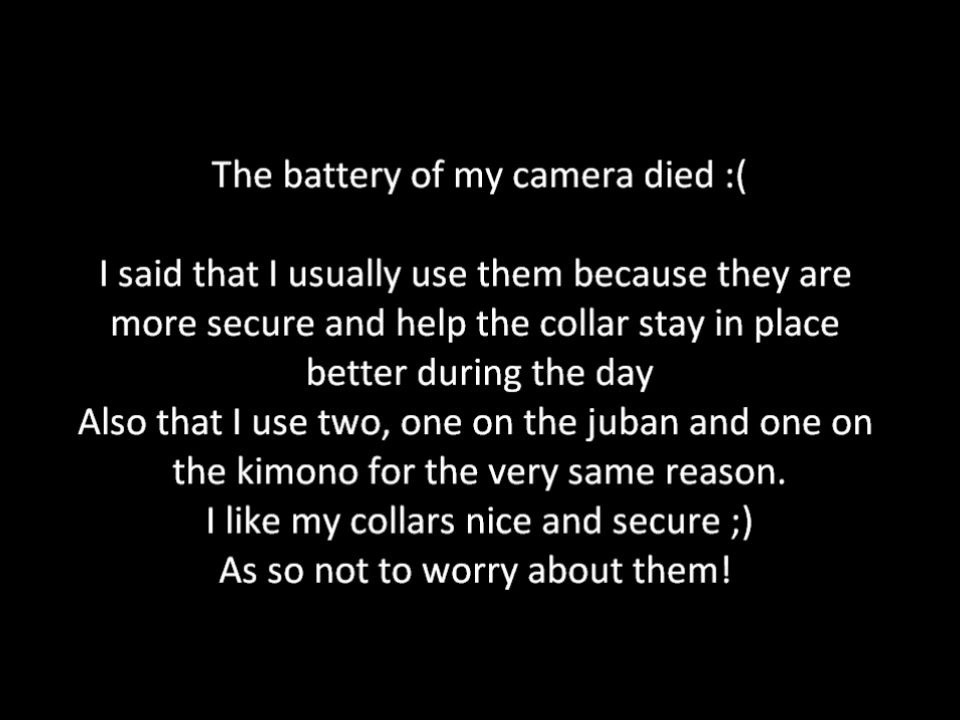 The battery of my camera died :(
I said that I usually use them because they are
more secure and help the collar stay in place
better during the day
Also that I use two, one on the juban and one on
the kimono for the very same reason.
I like my collars nice and secure ;)
As so not to worry about them!